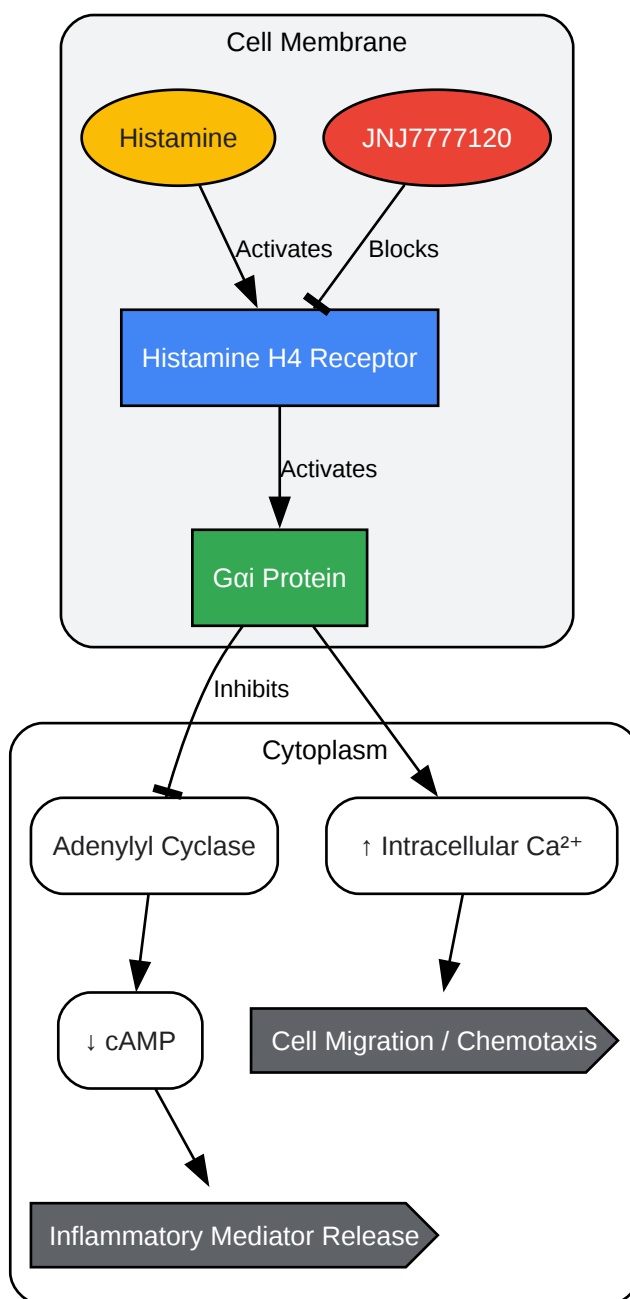 Cell Membrane
Histamine
JNJ7777120
Activates
Blocks
Histamine H4 Receptor
Activates
Gαi Protein
Inhibits
Cytoplasm
Adenylyl Cyclase
↑ Intracellular Ca²⁺
↓ cAMP
Cell Migration / Chemotaxis
Inflammatory Mediator Release